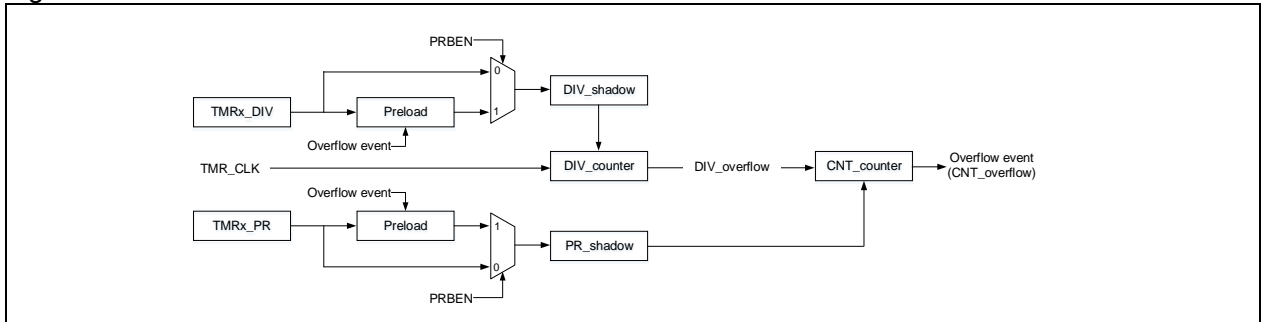 PRBEN
0
DIV_shadow
TMRx_DIV
Preload
1
Overflow event
TMR_CLK
DIV_counter
DIV_overflow
CNT_counter
Overflow event
(CNT_overflow)
Overflow event
TMRx_PR
Preload
1
PR_shadow
0
PRBEN